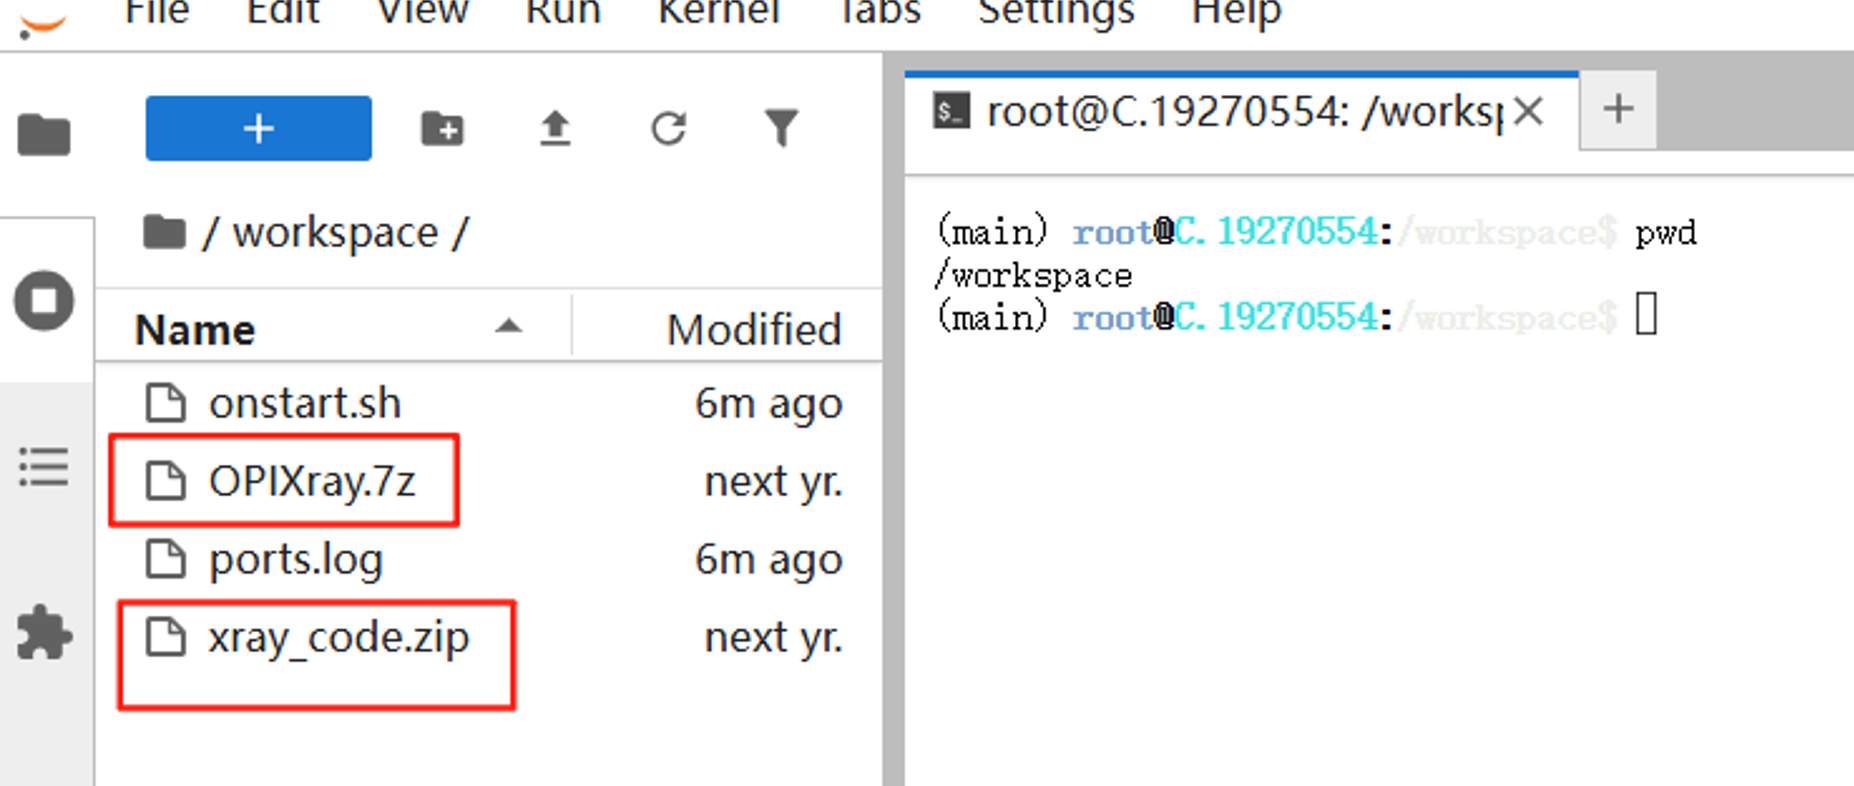 File Edit View Run Kernel Tabs Settings Help
root@C.19270554: /worksp
/ workspace /
Name Modified
onstart.sh 6m ago
OPIXray.7z next yr.
ports.log 6m ago
xray_code.zip next yr.
(main) root@C.19270554:/workspace$ pwd
/workspace
(main) root@C.19270554:/workspace$